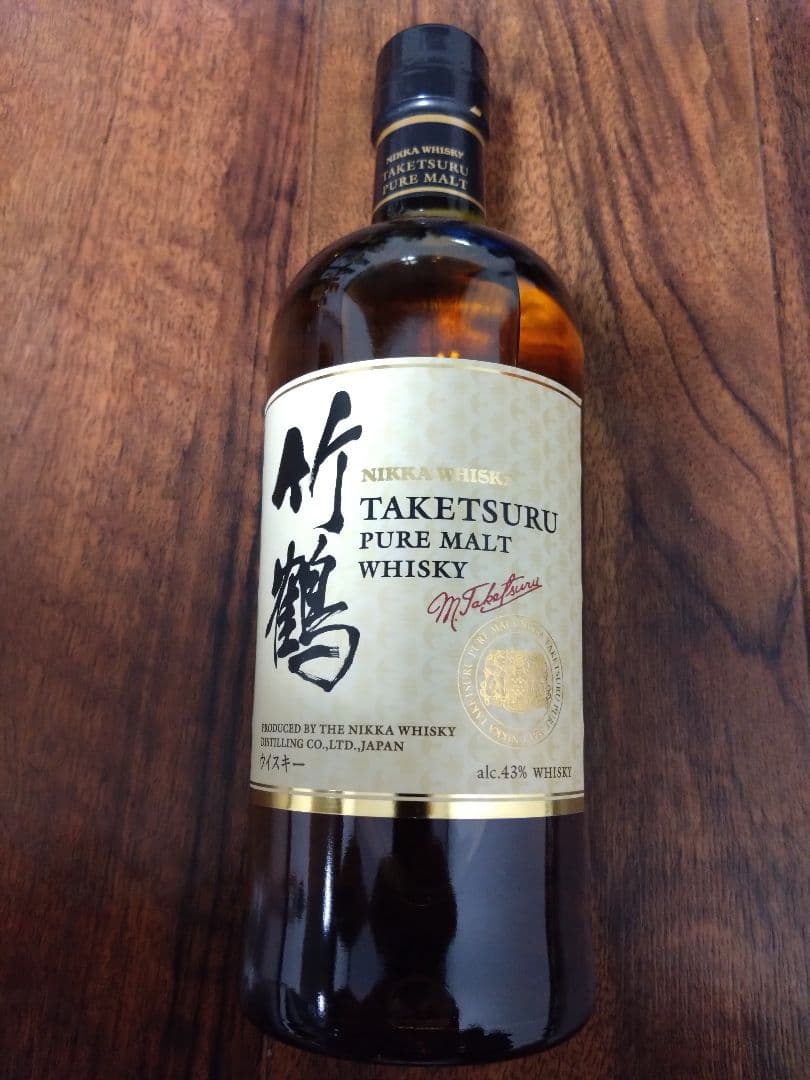 NIKKA WHISKY
TAKETSURU
PURE MALT
竹鶴
NIKKA WHISKY
TAKETSURU
PURE MALT
WHISKY
M.Taketsuru
PRODUCED BY THE NIKKA WHISKY
DISTILLING CO.,LTD.,JAPAN
ウイスキー
alc.43% WHISKY